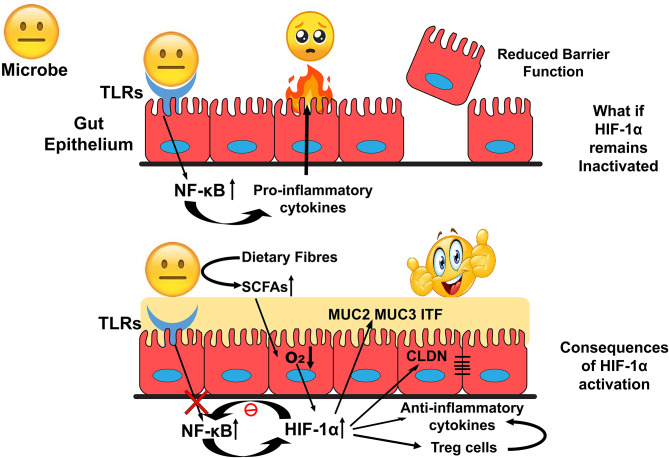 Microbe
TLRs
Gut
Epithelium
Reduced Barrier
Function
What if
HIF-1α
remains
Inactivated
NF-κB↑
Pro-inflammatory
cytokines
Dietary Fibres
SCFAs↑
TLRs
MUC2 MUC3 ITF
O₂↓
CLDN
Consequences
of HIF-1α
activation
NF-κB↑
⊖
HIF-1α↑
Anti-inflammatory
cytokines
Treg cells